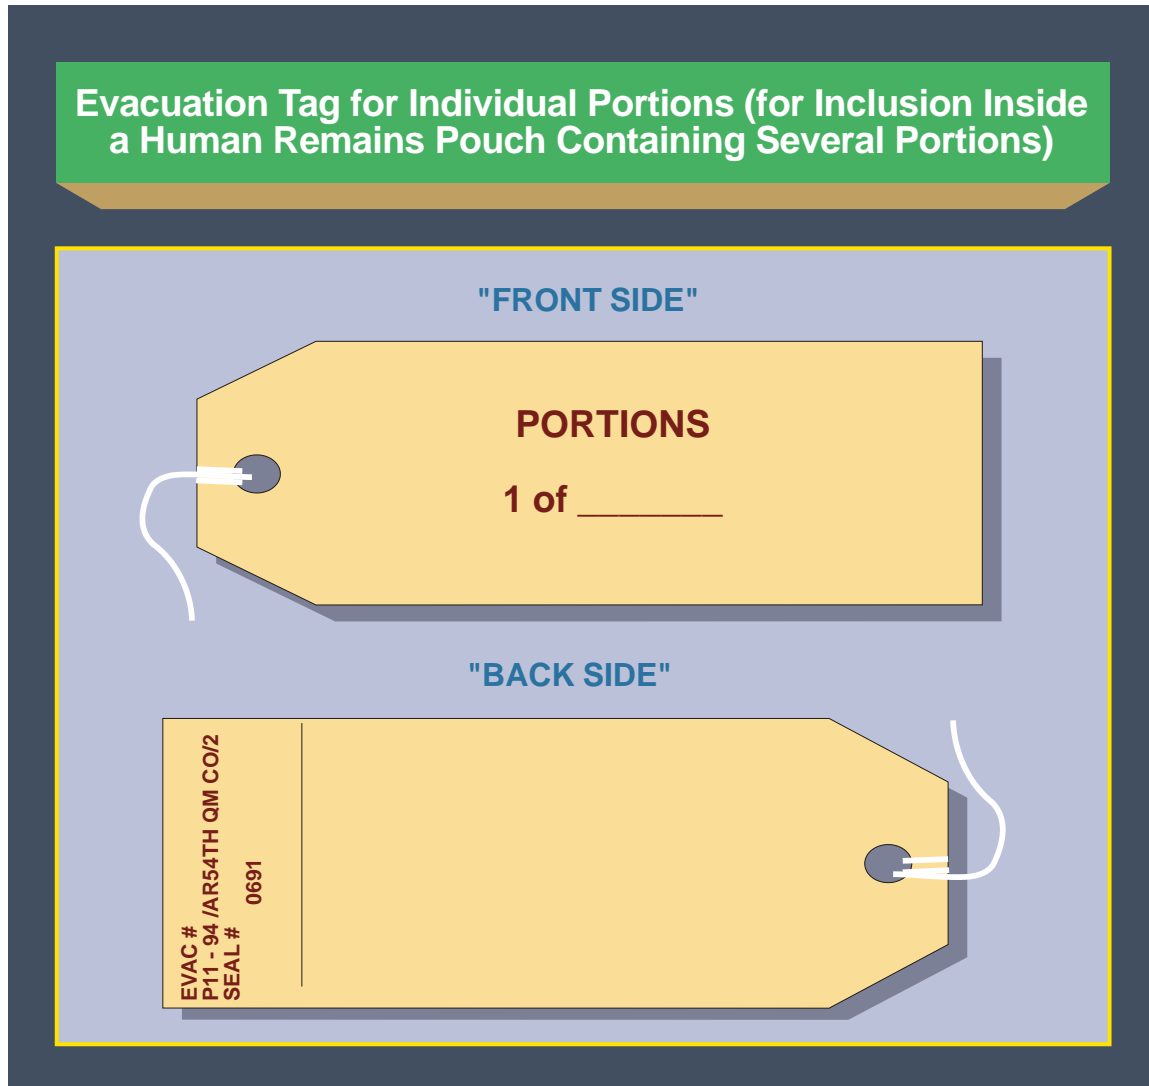 Evacuation Tag for Individual Portions (for Inclusion Inside
a Human Remains Pouch Containing Several Portions)
"FRONT SIDE"
PORTIONS
1 of _______
"BACK SIDE"
EVAC #
P11 - 94 /AR54TH QM CO/2
SEAL #
0691